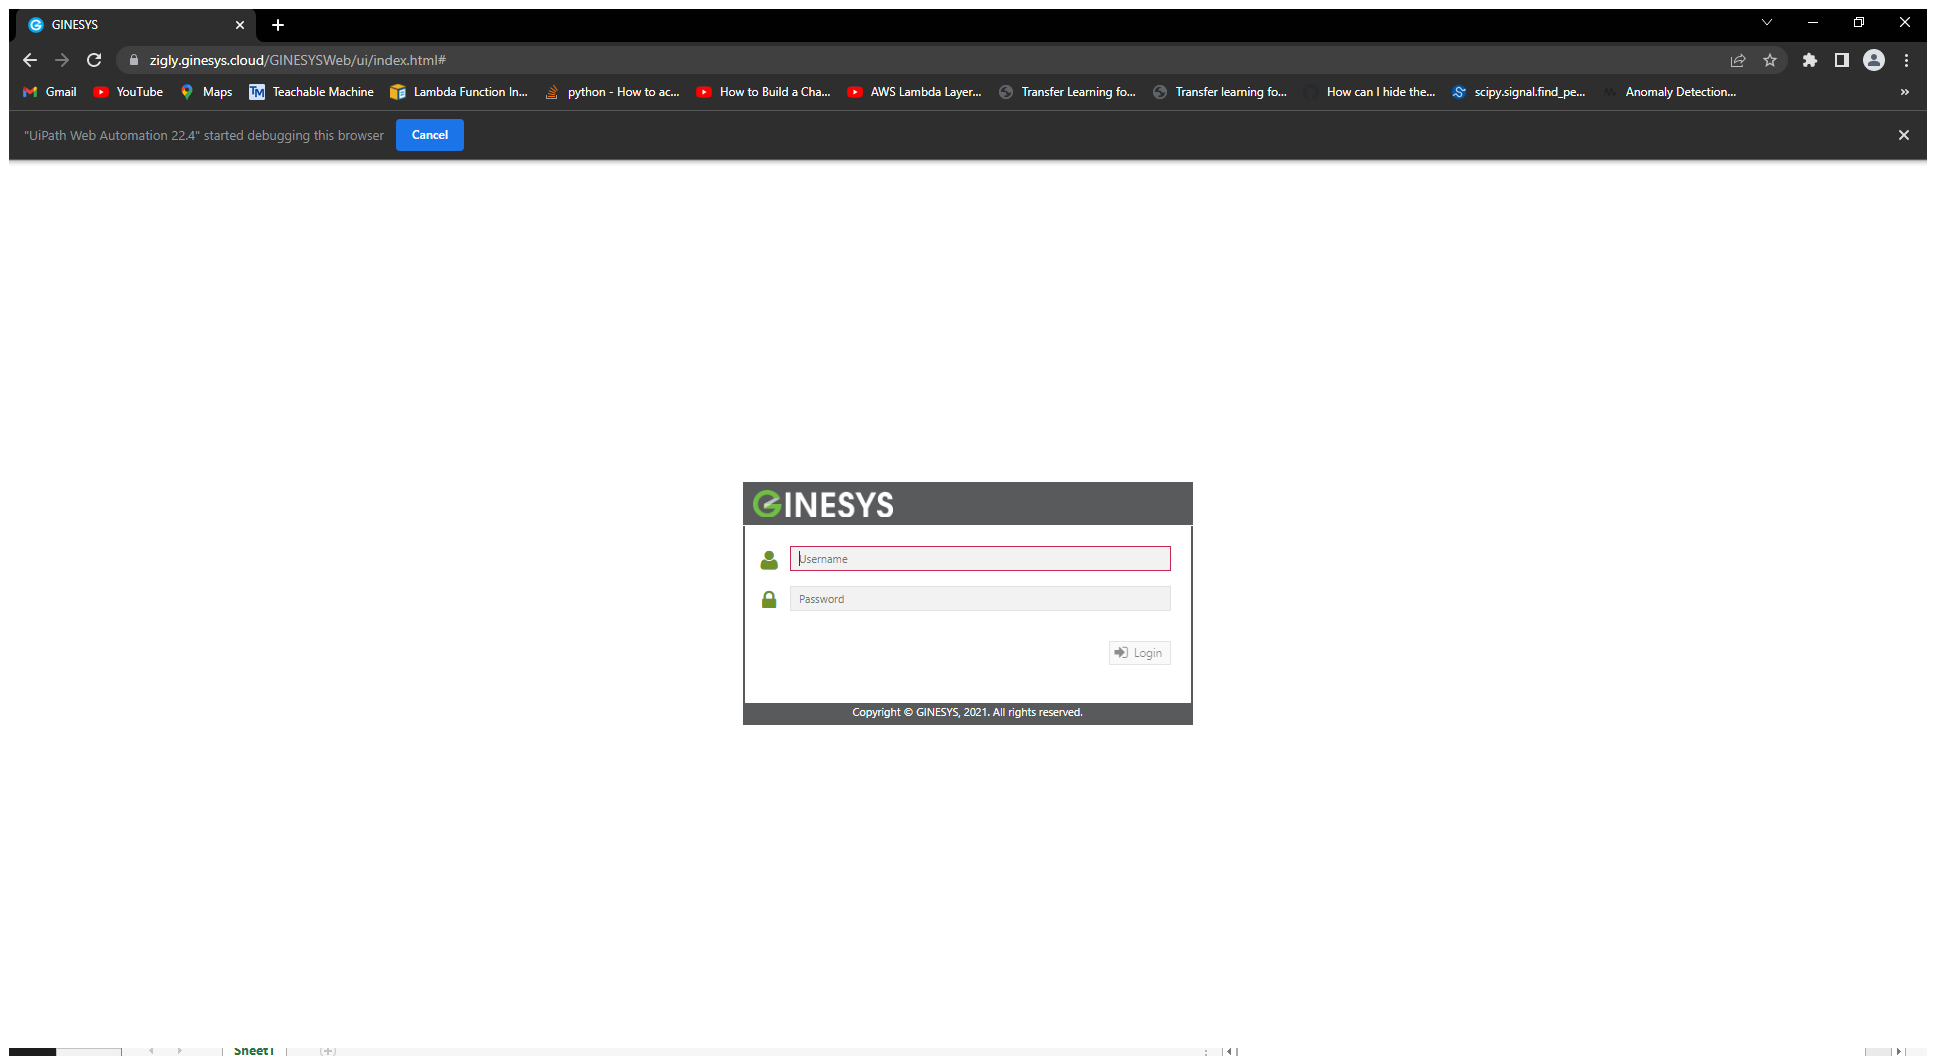 GINESYS
zigly.ginesys.cloud/GINESYSWeb/ui/index.html#
Gmail YouTube Maps Teachable Machine Lambda Function In... python - How to ac... How to Build a Cha... AWS Lambda Layer... Transfer Learning fo... Transfer learning fo... How can I hide the... scipy.signal.find_pe... Anomaly Detection... »
"UiPath Web Automation 22.4" started debugging this browser Cancel
GINESYS
Username
Password
Login
Copyright © GINESYS, 2021. All rights reserved.
Sheet1